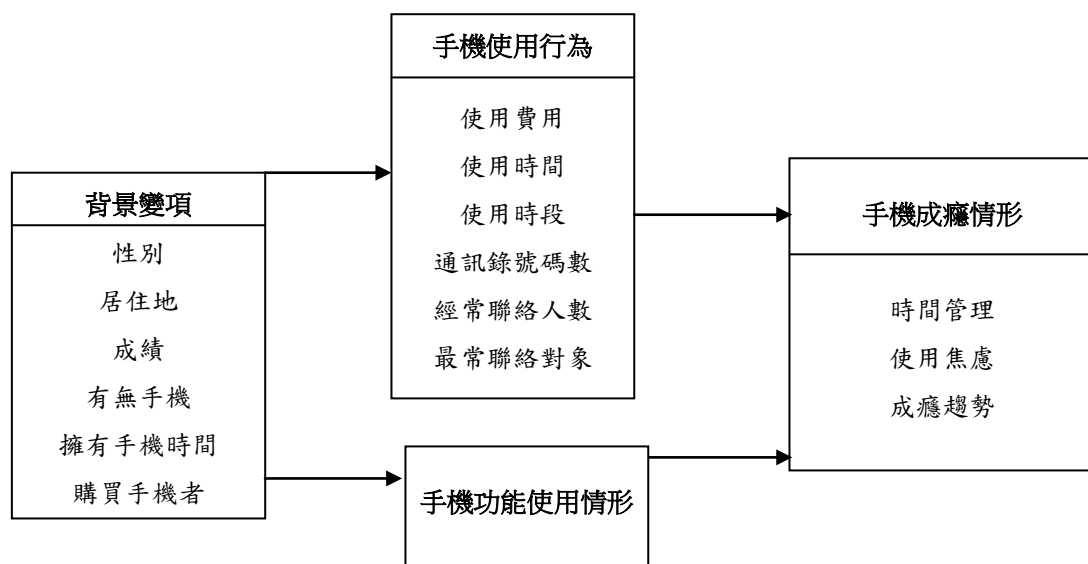 背景變項
性別
居住地
成績
有無手機
擁有手機時間
購買手機者
手機使用行為
使用費用
使用時間
使用時段
通訊錄號碼數
經常聯絡人數
最常聯絡對象
手機功能使用情形
手機成癮情形
時間管理
使用焦慮
成癮趨勢